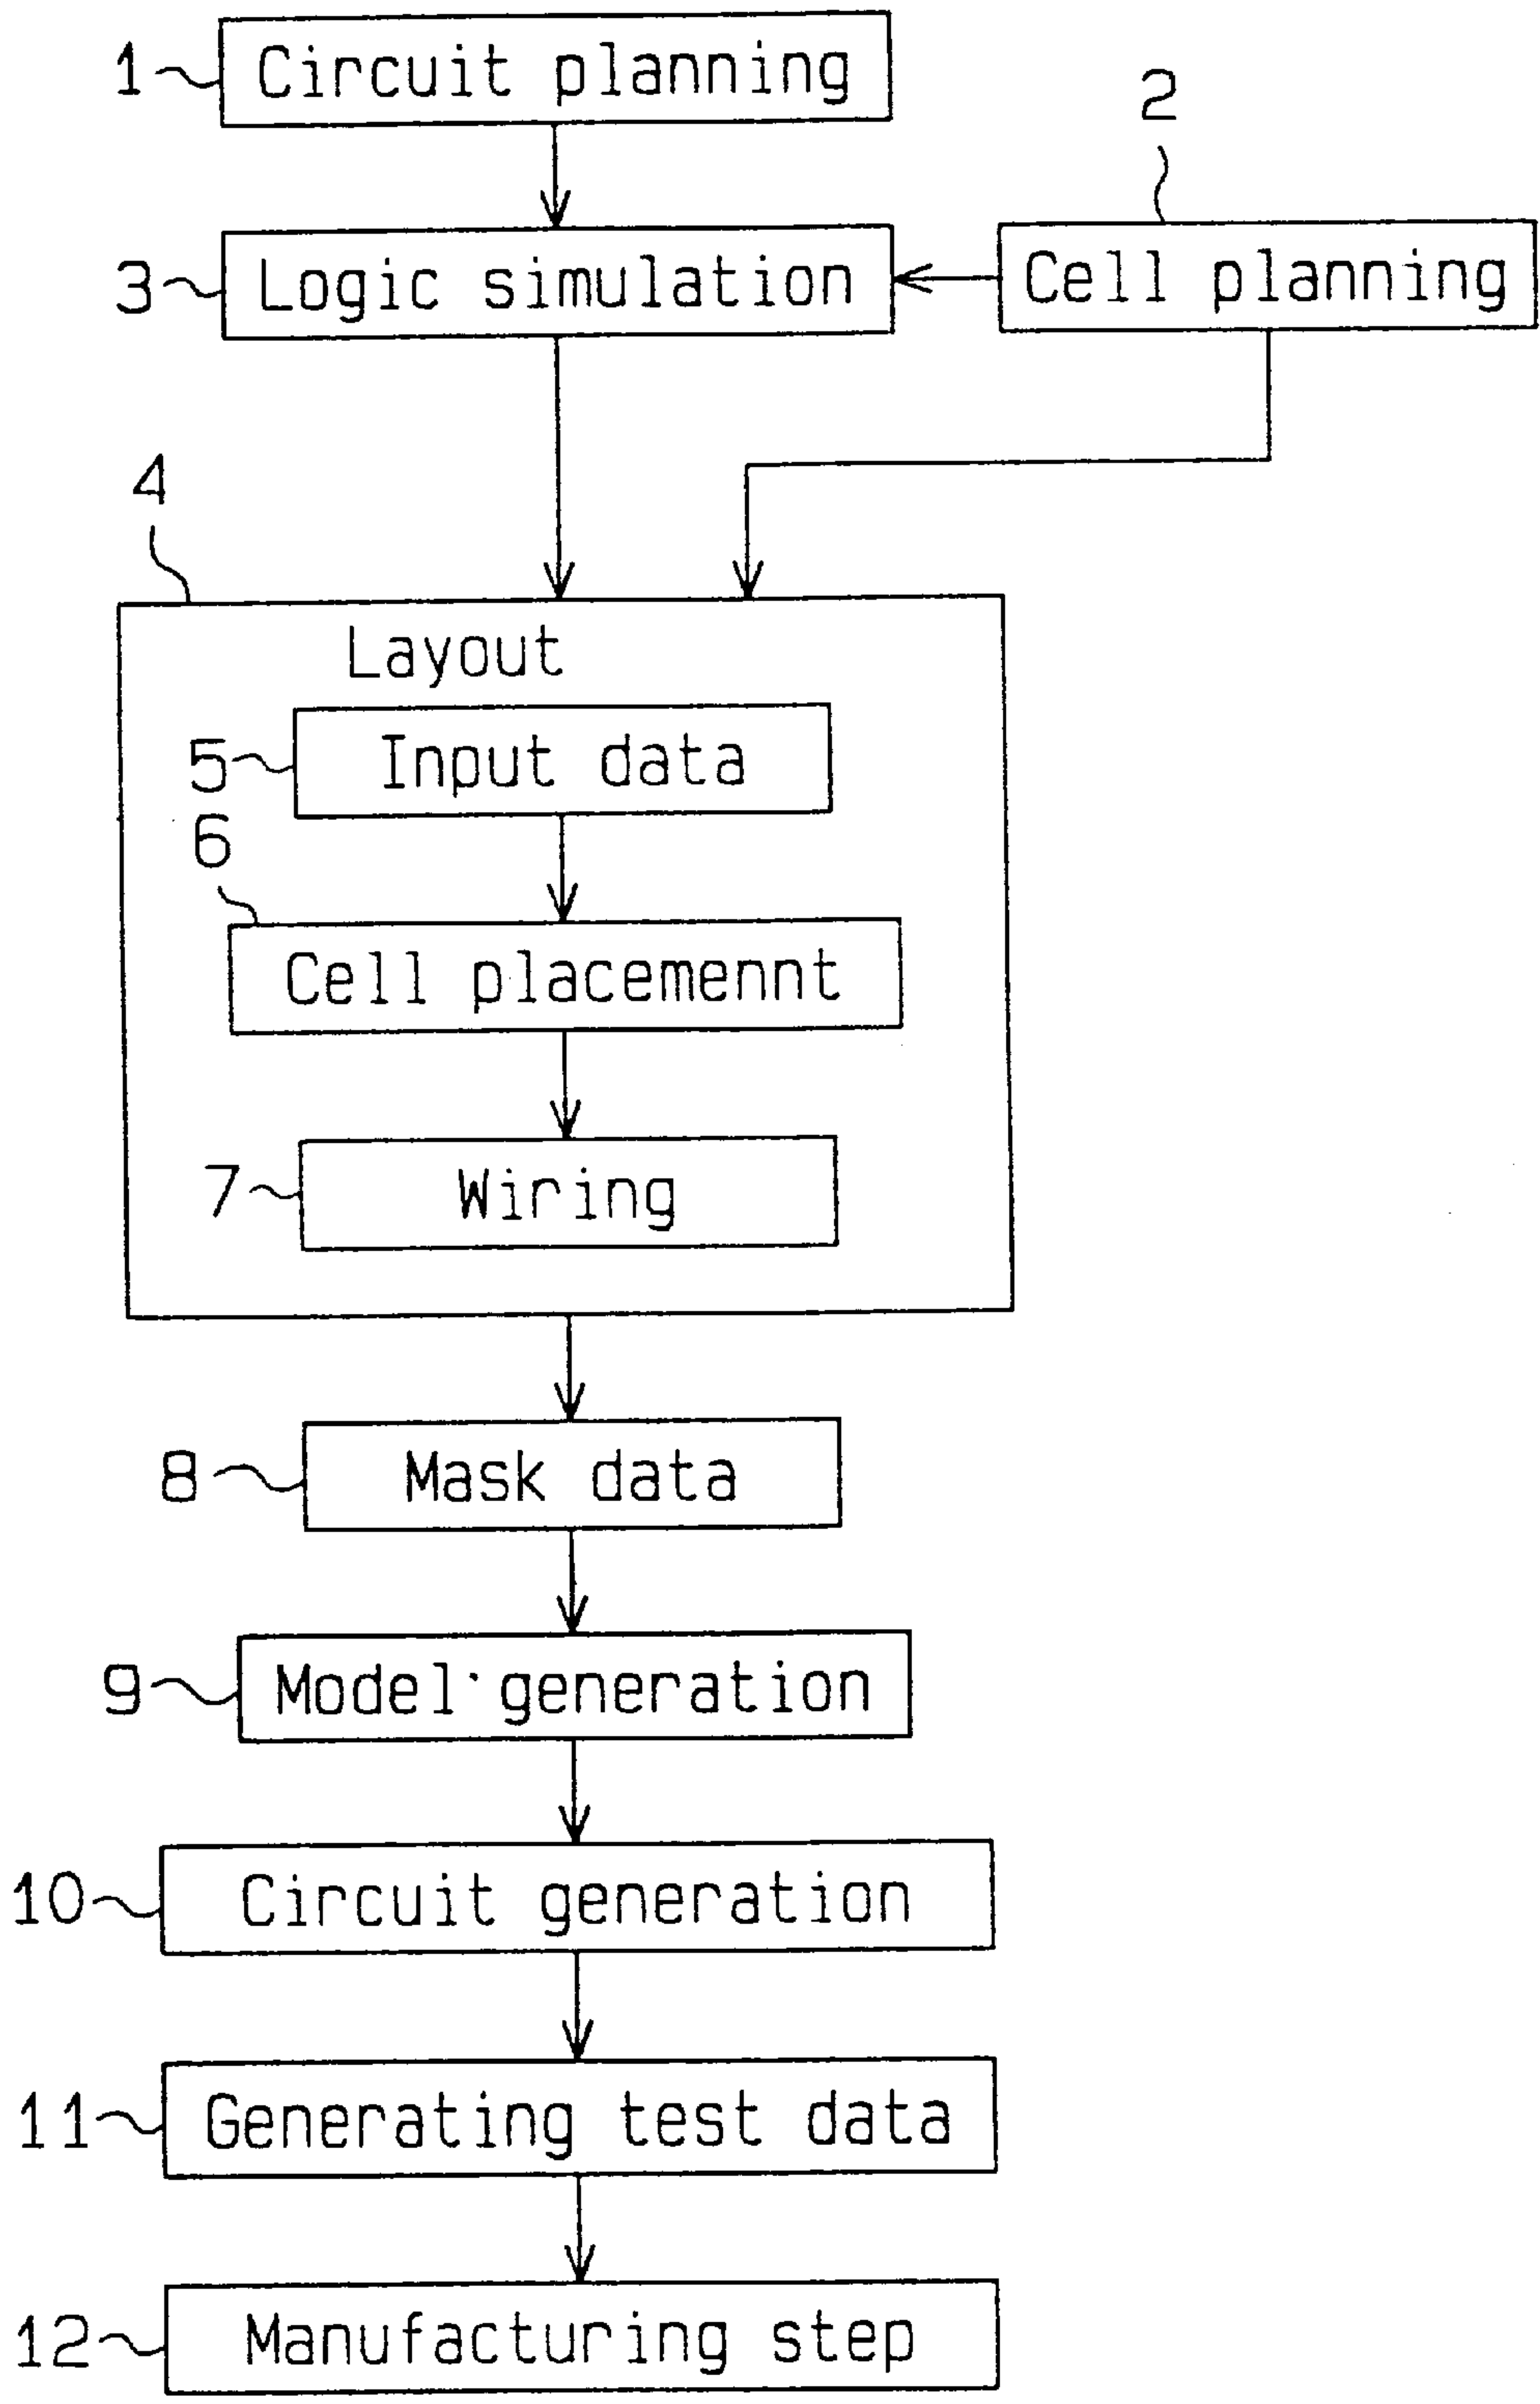 1 Circuit planning
2
3 Logic simulation
Cell planning
4
Layout
5 Input data
6
Cell placemennt
7 Wiring
8 Mask data
9 Model generation
10 Circuit generation
11 Generating test data
12 Manufacturing step